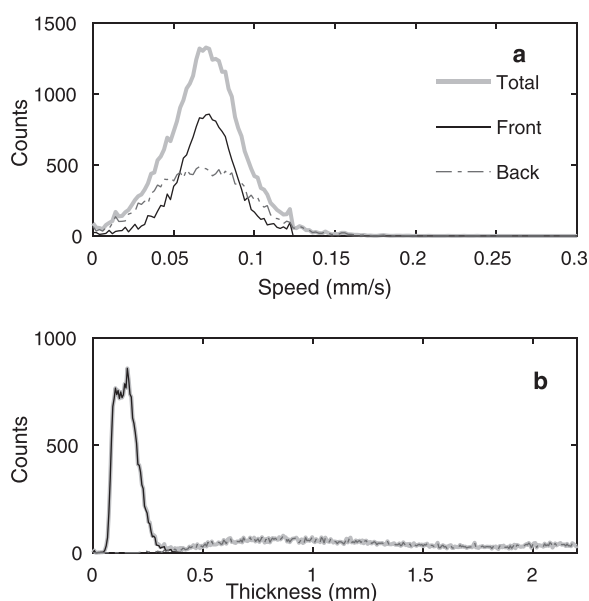 1500
a
Total
1000
Counts
Front
500
Back
0
0 0.05 0.1 0.15 0.2 0.25 0.3
Speed (mm/s)
1000
b
Counts
500
0
0 0.5 1 1.5 2
Thickness (mm)